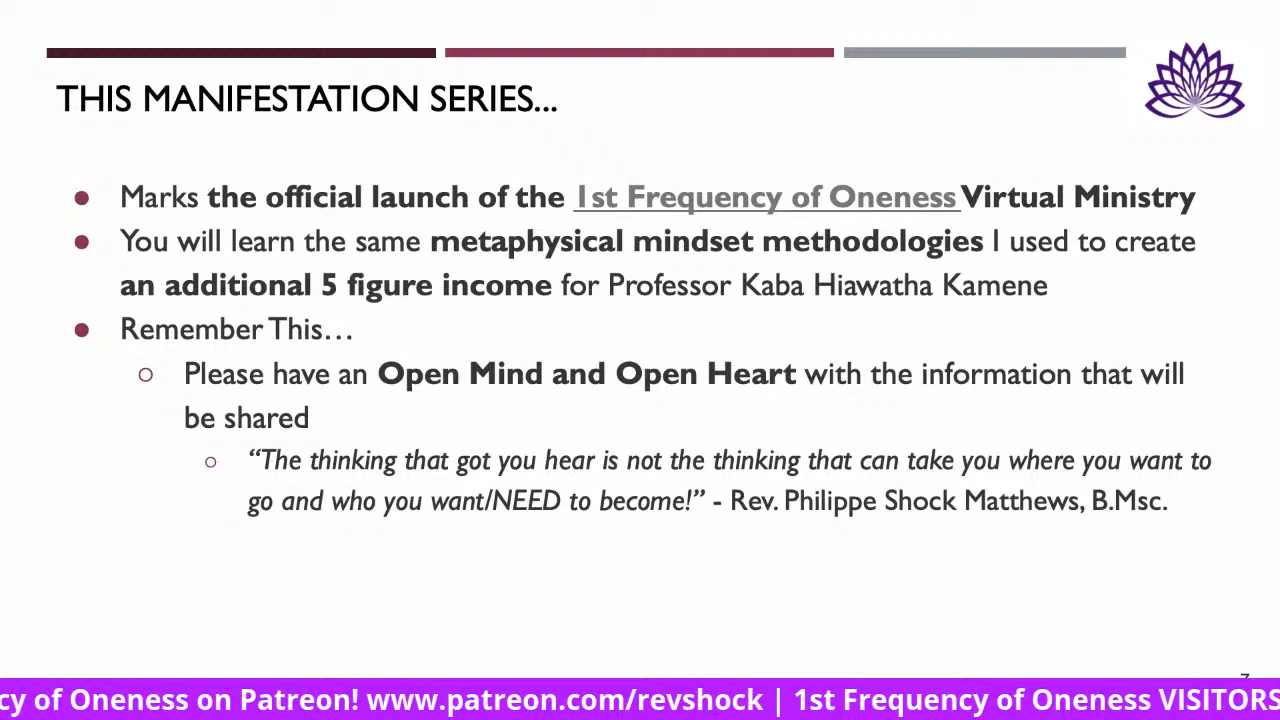 THIS MANIFESTATION SERIES...
● Marks the official launch of the 1st Frequency of Oneness Virtual Ministry
● You will learn the same metaphysical mindset methodologies I used to create
an additional 5 figure income for Professor Kaba Hiawatha Kamene
● Remember This…
○ Please have an Open Mind and Open Heart with the information that will
be shared
○ “The thinking that got you hear is not the thinking that can take you where you want to
go and who you want/NEED to become!” - Rev. Philippe Shock Matthews, B.Msc.
cy of Oneness on Patreon! www.patreon.com/revshock | 1st Frequency of Oneness VISITORS